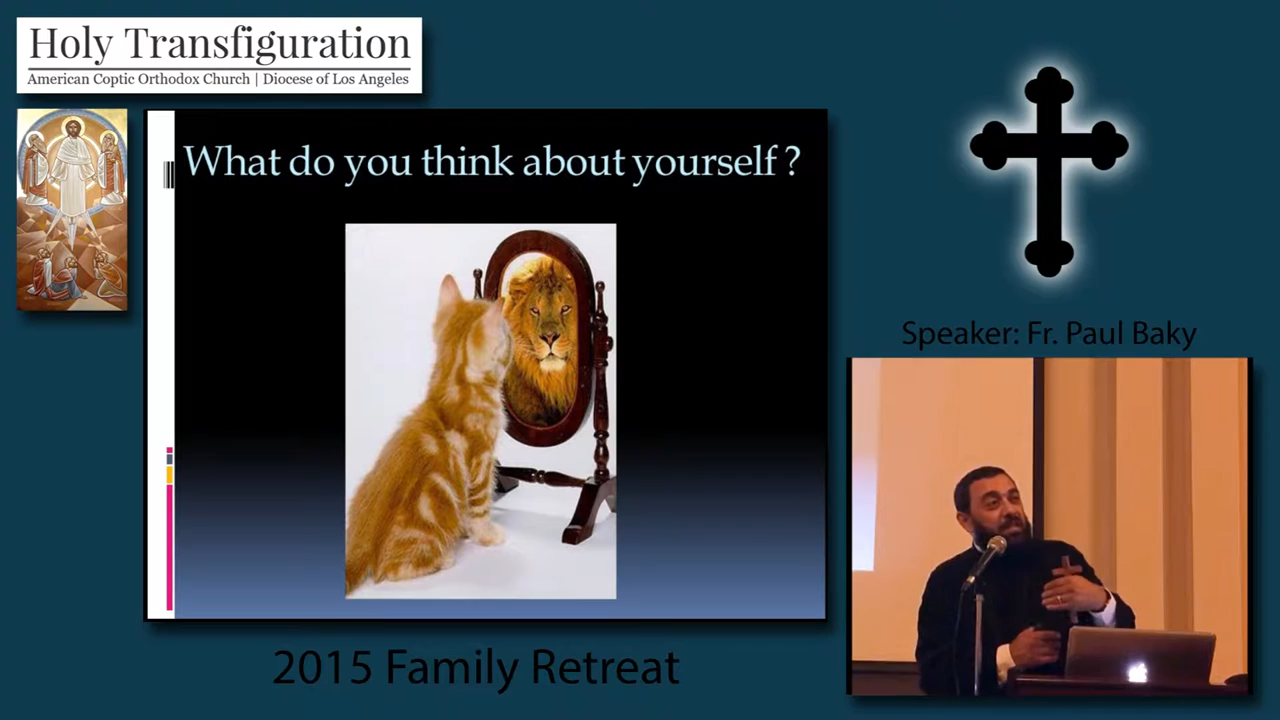 Holy Transfiguration
American Coptic Orthodox Church | Diocese of Los Angeles
What do you think about yourself ?
Speaker: Fr. Paul Baky
2015 Family Retreat